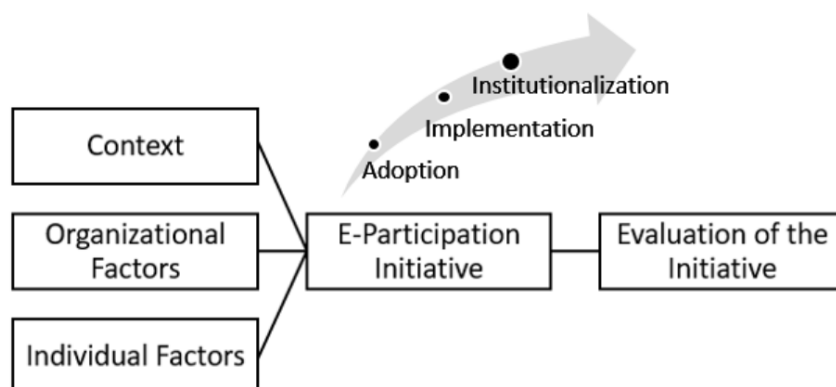 Institutionalization
Implementation
Adoption
Context
Organizational
Factors
E-Participation
Initiative
Evaluation of the
Initiative
Individual Factors